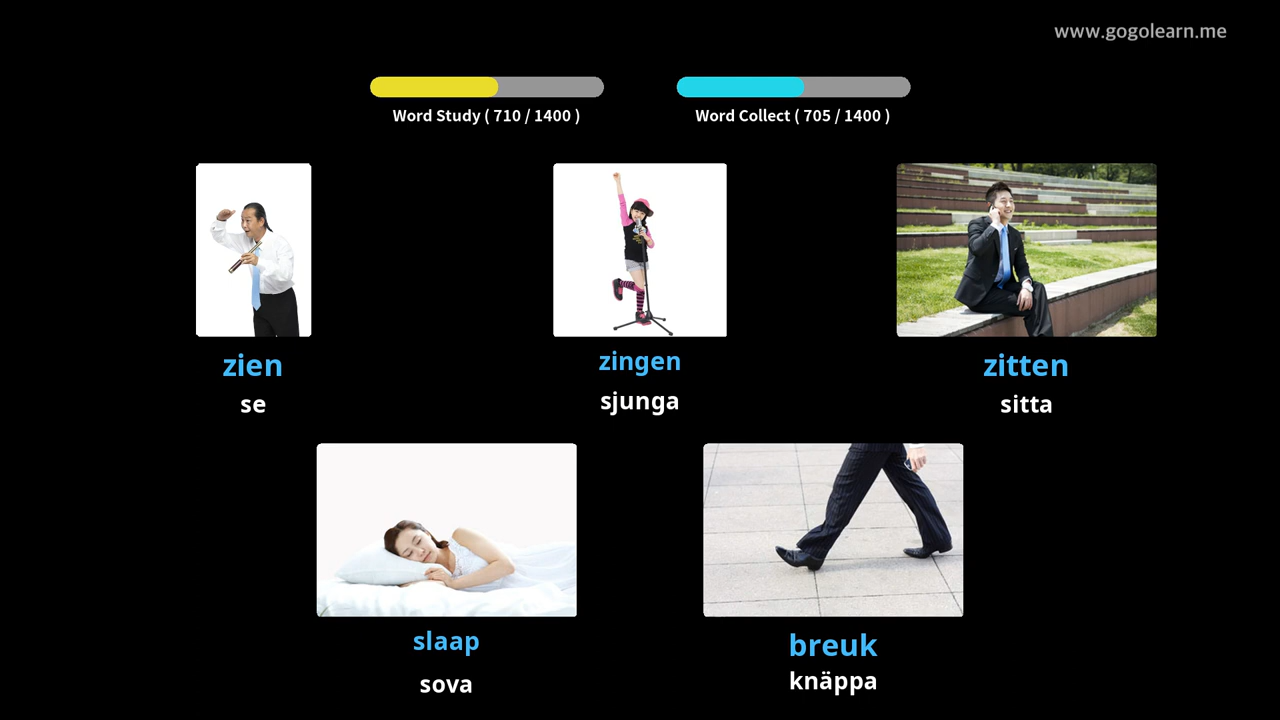 www.gogolearn.me
Word Study ( 710 / 1400 )
Word Collect ( 705 / 1400 )
zien
zingen
zitten
se
sjunga
sitta
slaap
breuk
sova
knäppa